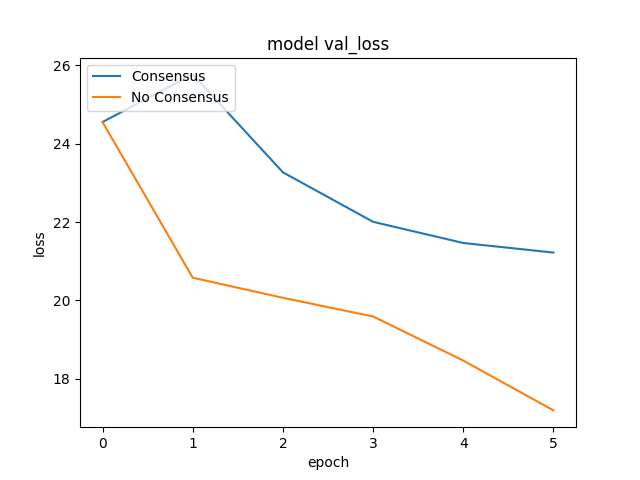 model val_loss
Consensus
No Consensus
26
24
22
20
18
loss
0 1 2 3 4 5
epoch